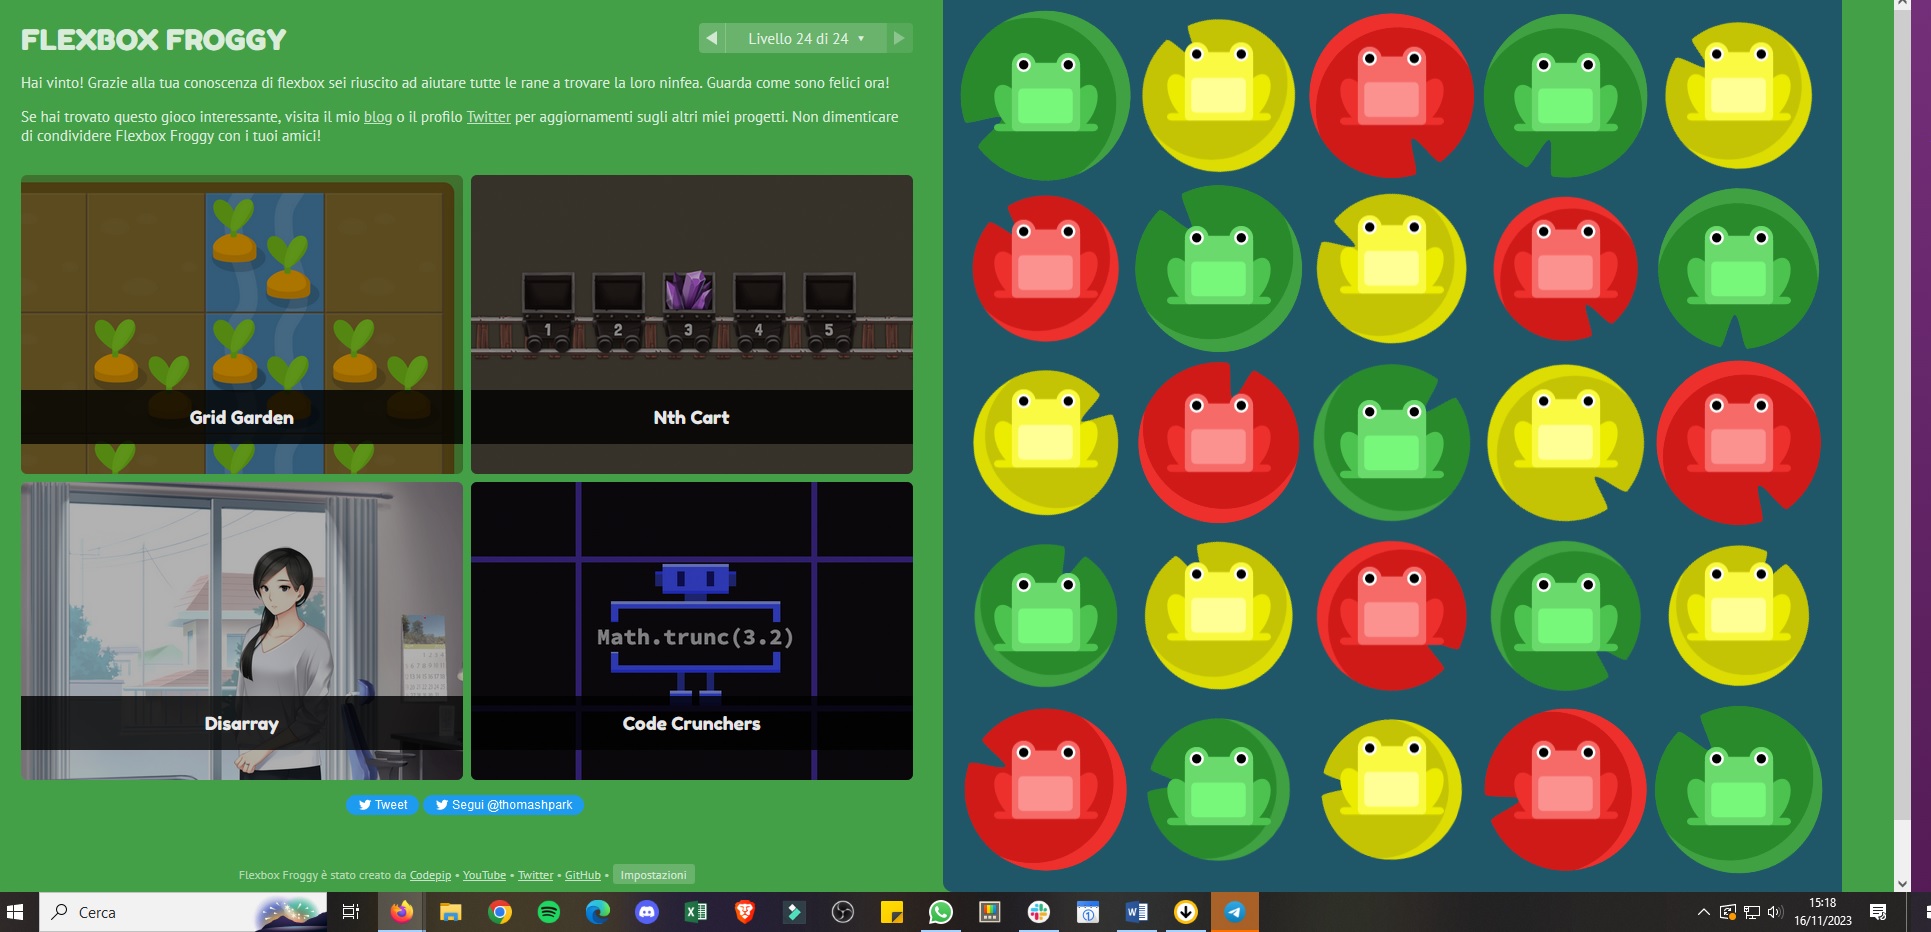 FLEXBOX FROGGY
Livello 24 di 24
Hai vinto! Grazie alla tua conoscenza di flexbox sei riuscito ad aiutare tutte le rane a trovare la loro ninfea. Guarda come sono felici ora!
Se hai trovato questo gioco interessante, visita il mio blog o il profilo Twitter per aggiornamenti sugli altri miei progetti. Non dimenticare
di condividere Flexbox Froggy con i tuoi amici!
1 2 3 4 5
Grid Garden
Nth Cart
Math.trunc(3.2)
Disarray
Code Crunchers
Tweet
Segui @thomashpark
Flexbox Froggy è stato creato da Codepip • YouTube • Twitter • GitHub •
Impostazioni
Cerca
15:18
16/11/2023